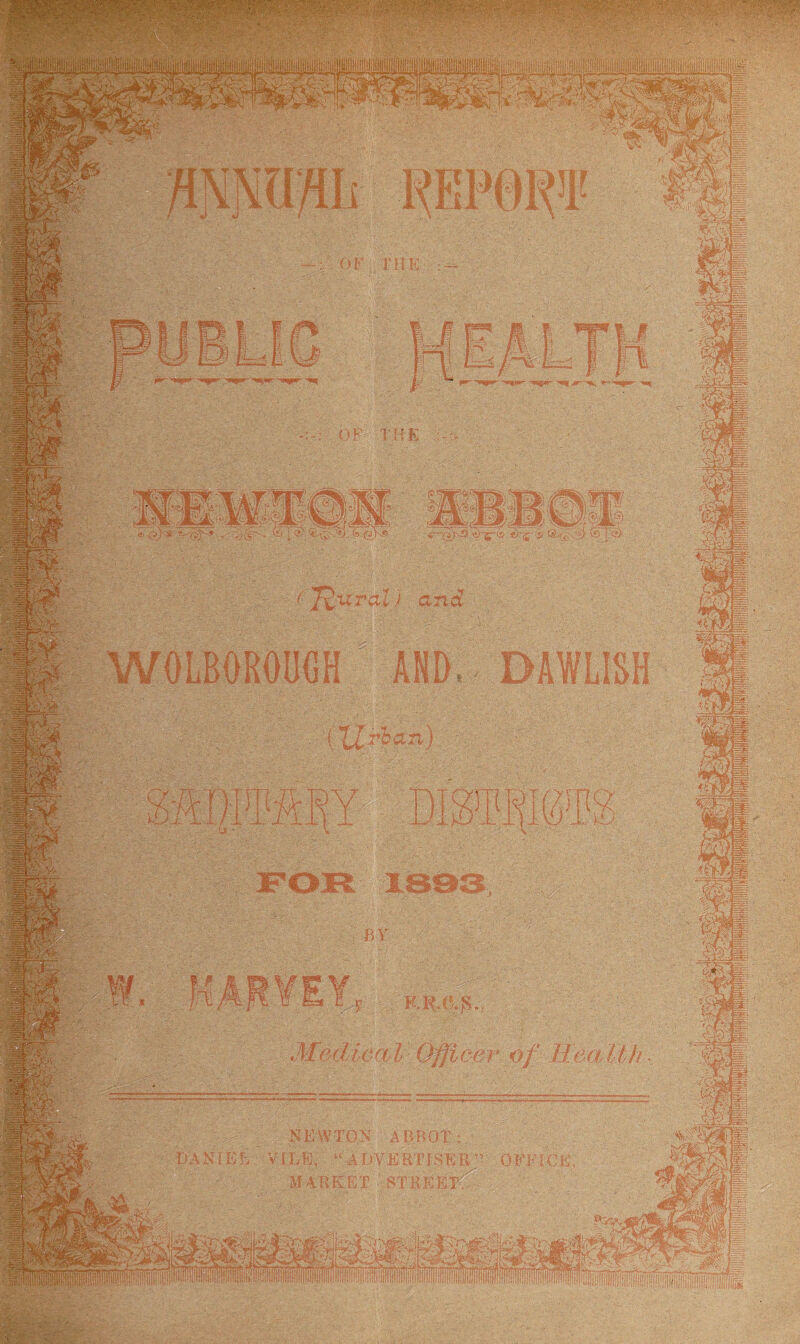 ANNUAL REPORT
—: OF THE :—
PUBLIC HEALTH
-:-: OF THE :-:-
NEWTON ABBOT
(Rural) and
WOLBOROUGH AND. DAWLISH
(Urban)
SANITARY DISTRICTS
FOR 1893,
BY
W. HARVEY, F.R.C.S.,
Medical Officer of Health.
NEWTON ABBOT:
DANIEL VILE, "ADVERTISER" OFFICE,
MARKET STREET.